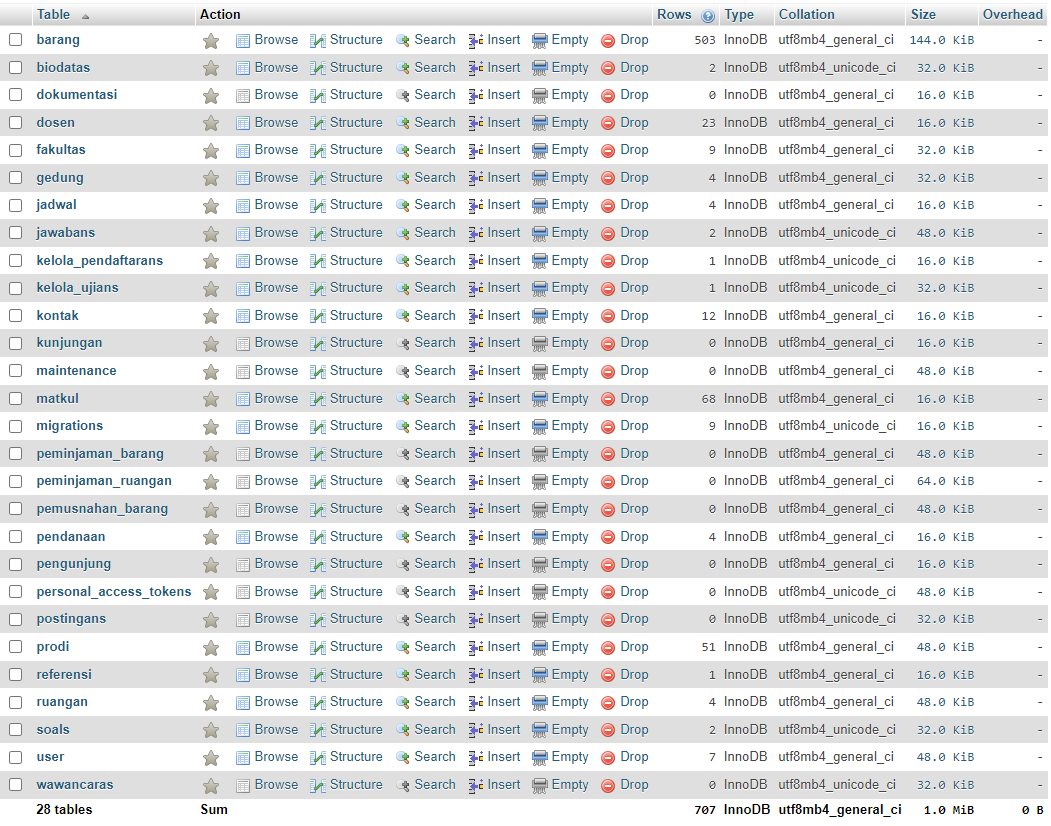 Table Action Rows Type Collation Size Overhead
barang Browse Structure Search Insert Empty Drop 503 InnoDB utf8mb4_general_ci 144.0 KiB -
biodatas Browse Structure Search Insert Empty Drop 2 InnoDB utf8mb4_unicode_ci 32.0 KiB -
dokumentasi Browse Structure Search Insert Empty Drop 0 InnoDB utf8mb4_general_ci 16.0 KiB -
dosen Browse Structure Search Insert Empty Drop 23 InnoDB utf8mb4_general_ci 16.0 KiB -
fakultas Browse Structure Search Insert Empty Drop 9 InnoDB utf8mb4_general_ci 32.0 KiB -
gedung Browse Structure Search Insert Empty Drop 4 InnoDB utf8mb4_general_ci 32.0 KiB -
jadwal Browse Structure Search Insert Empty Drop 4 InnoDB utf8mb4_general_ci 16.0 KiB -
jawabans Browse Structure Search Insert Empty Drop 2 InnoDB utf8mb4_unicode_ci 48.0 KiB -
kelola_pendaftarans Browse Structure Search Insert Empty Drop 1 InnoDB utf8mb4_unicode_ci 16.0 KiB -
kelola_ujians Browse Structure Search Insert Empty Drop 1 InnoDB utf8mb4_unicode_ci 32.0 KiB -
kontak Browse Structure Search Insert Empty Drop 12 InnoDB utf8mb4_general_ci 16.0 KiB -
kunjungan Browse Structure Search Insert Empty Drop 0 InnoDB utf8mb4_general_ci 16.0 KiB -
maintenance Browse Structure Search Insert Empty Drop 0 InnoDB utf8mb4_general_ci 48.0 KiB -
matkul Browse Structure Search Insert Empty Drop 68 InnoDB utf8mb4_general_ci 16.0 KiB -
migrations Browse Structure Search Insert Empty Drop 9 InnoDB utf8mb4_unicode_ci 16.0 KiB -
peminjaman_barang Browse Structure Search Insert Empty Drop 0 InnoDB utf8mb4_general_ci 48.0 KiB -
peminjaman_ruangan Browse Structure Search Insert Empty Drop 0 InnoDB utf8mb4_general_ci 64.0 KiB -
pemusnahan_barang Browse Structure Search Insert Empty Drop 0 InnoDB utf8mb4_general_ci 48.0 KiB -
pendanaan Browse Structure Search Insert Empty Drop 4 InnoDB utf8mb4_general_ci 16.0 KiB -
pengunjung Browse Structure Search Insert Empty Drop 0 InnoDB utf8mb4_general_ci 16.0 KiB -
personal_access_tokens Browse Structure Search Insert Empty Drop 0 InnoDB utf8mb4_unicode_ci 48.0 KiB -
postingans Browse Structure Search Insert Empty Drop 0 InnoDB utf8mb4_unicode_ci 32.0 KiB -
prodi Browse Structure Search Insert Empty Drop 51 InnoDB utf8mb4_general_ci 48.0 KiB -
referensi Browse Structure Search Insert Empty Drop 1 InnoDB utf8mb4_general_ci 16.0 KiB -
ruangan Browse Structure Search Insert Empty Drop 4 InnoDB utf8mb4_general_ci 48.0 KiB -
soals Browse Structure Search Insert Empty Drop 2 InnoDB utf8mb4_unicode_ci 32.0 KiB -
user Browse Structure Search Insert Empty Drop 7 InnoDB utf8mb4_general_ci 48.0 KiB -
wawancaras Browse Structure Search Insert Empty Drop 0 InnoDB utf8mb4_unicode_ci 32.0 KiB -
28 tables Sum 707 InnoDB utf8mb4_general_ci 1.0 MiB 0 B